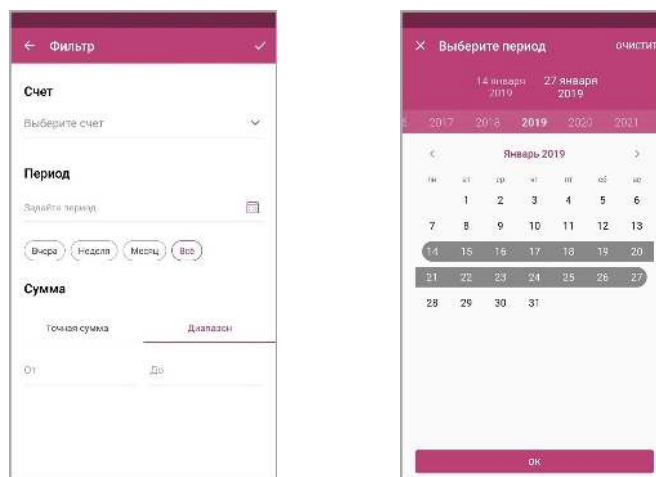 Фильтр
Счет
Выберите счет
Период
Задайте период
Вчера Неделя Месяц Всё
Сумма
Точная сумма Диапазон
От До
Выберите период ОЧИСТИТ
14 января 27 января
2019 2019
2017 2018 2019 2020 2021
Январь 2019
пн вт ср чт пт сб вс
1 2 3 4 5 6
7 8 9 10 11 12 13
14 15 16 17 18 19 20
21 22 23 24 25 26 27
28 29 30 31
ОК